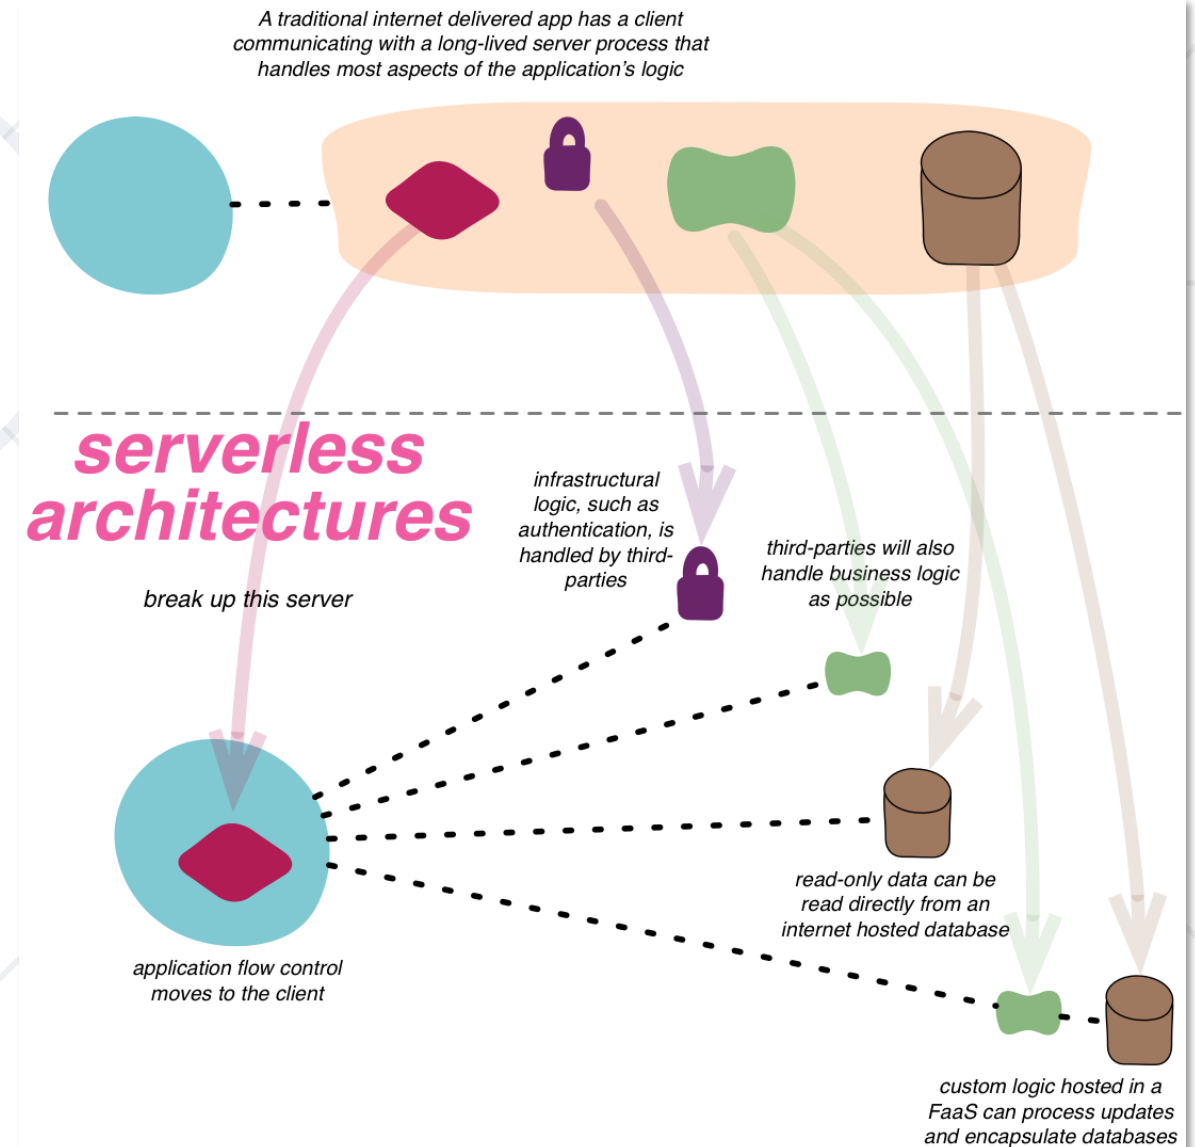 A traditional internet delivered app has a client
communicating with a long-lived server process that
handles most aspects of the application's logic
serverless
architectures
break up this server
infrastructural
logic, such as
authentication, is
handled by third-
parties
third-parties will also
handle business logic
as possible
read-only data can be
read directly from an
internet hosted database
application flow control
moves to the client
custom logic hosted in a
FaaS can process updates
and encapsulate databases